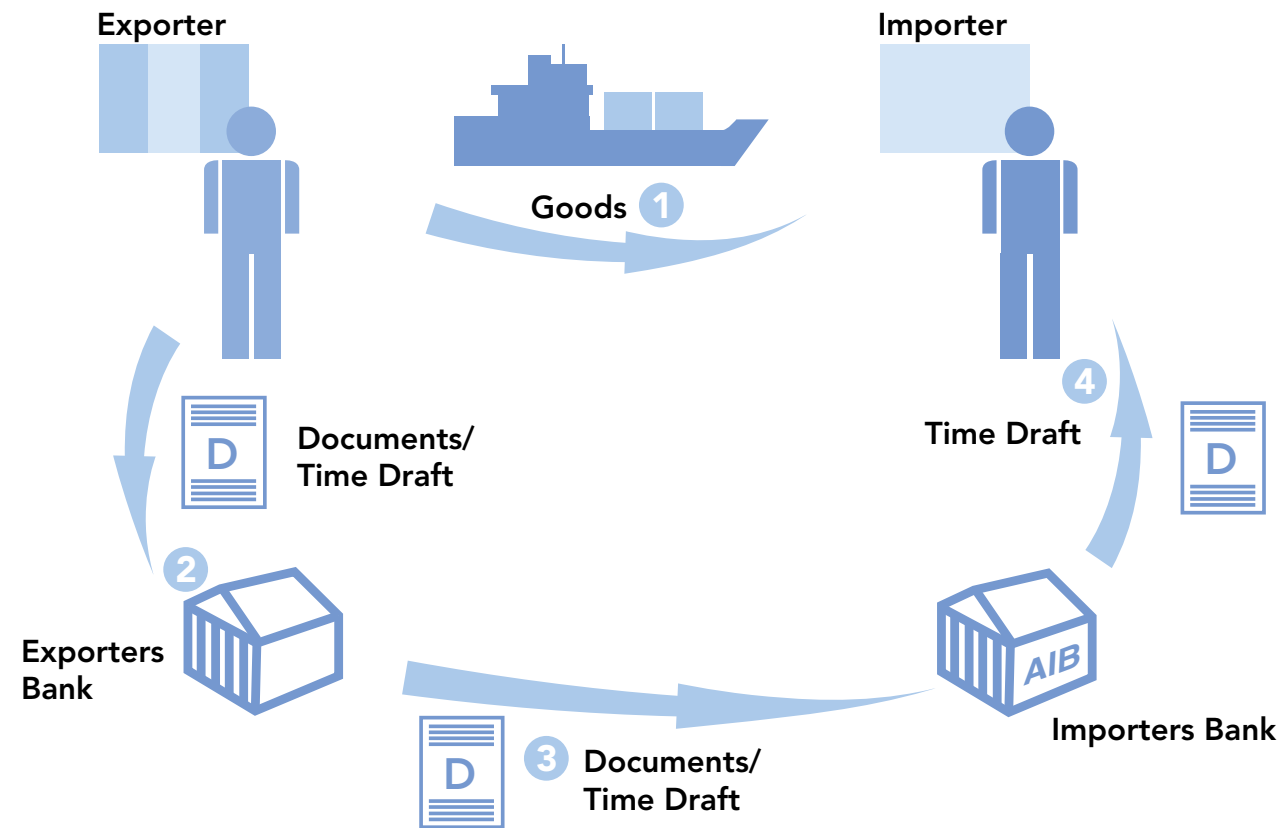 Exporter
Importer
Goods 1
4
Time Draft
D
D
Documents/
Time Draft
2
Exporters
Bank
AIB
Importers Bank
D
3 Documents/
Time Draft